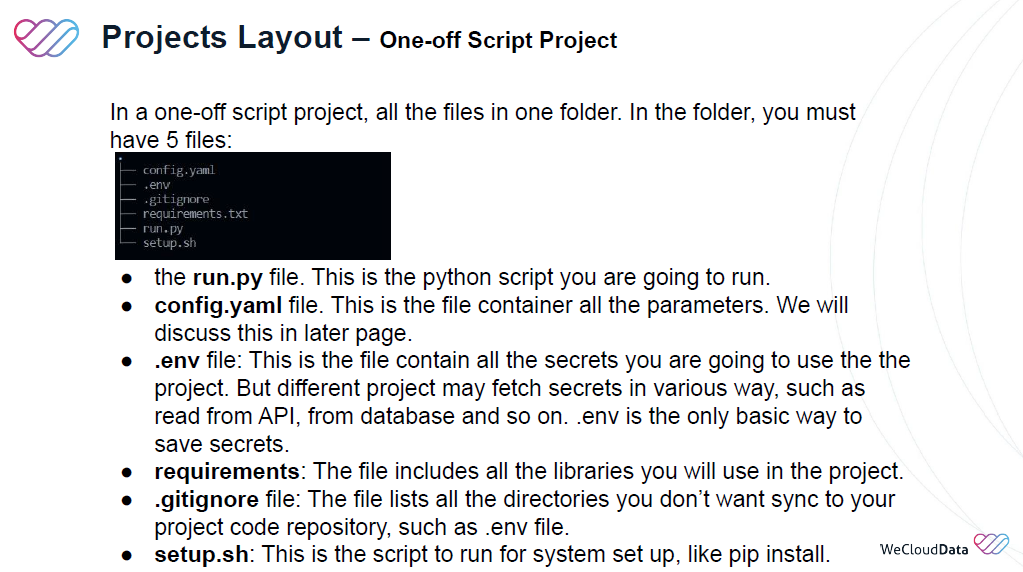 Projects Layout – One-off Script Project
In a one-off script project, all the files in one folder. In the folder, you must
have 5 files:
config.yaml
.env
.gitignore
requirements.txt
run.py
setup.sh
● the run.py file. This is the python script you are going to run.
● config.yaml file. This is the file container all the parameters. We will
discuss this in later page.
● .env file: This is the file contain all the secrets you are going to use the the
project. But different project may fetch secrets in various way, such as
read from API, from database and so on. .env is the only basic way to
save secrets.
● requirements: The file includes all the libraries you will use in the project.
● .gitignore file: The file lists all the directories you don’t want sync to your
project code repository, such as .env file.
● setup.sh: This is the script to run for system set up, like pip install.
WeCloudData